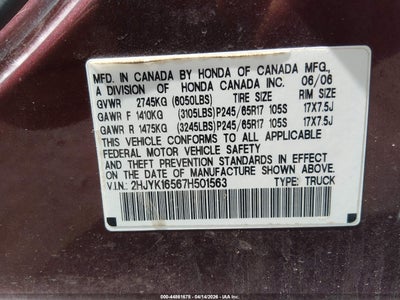 MFD. IN CANADA BY HONDA OF CANADA MFG.,
A DIVISION OF HONDA CANADA INC. 06/06
GVWR 2745KG (6050LBS) TIRE SIZE RIM SIZE
GAWR F 1410KG (3105LBS)P245/65R17 105S 17X7.5J
GAWR R 1475KG (3245LBS)P245/65R17 105S 17X7.5J
THIS VEHICLE CONFORMS TO ALL APPLICABLE
FEDERAL MOTOR VEHICLE SAFETY
AND BUMPER STANDARDS IN EFFECT ON
THE DATE OF MANUFACTURE SHOWN ABOVE.
V.I.N.: 2HJYK16567H501563 TYPE: TRUCK
000-44881675 - 04/14/2026 - IAA Inc.